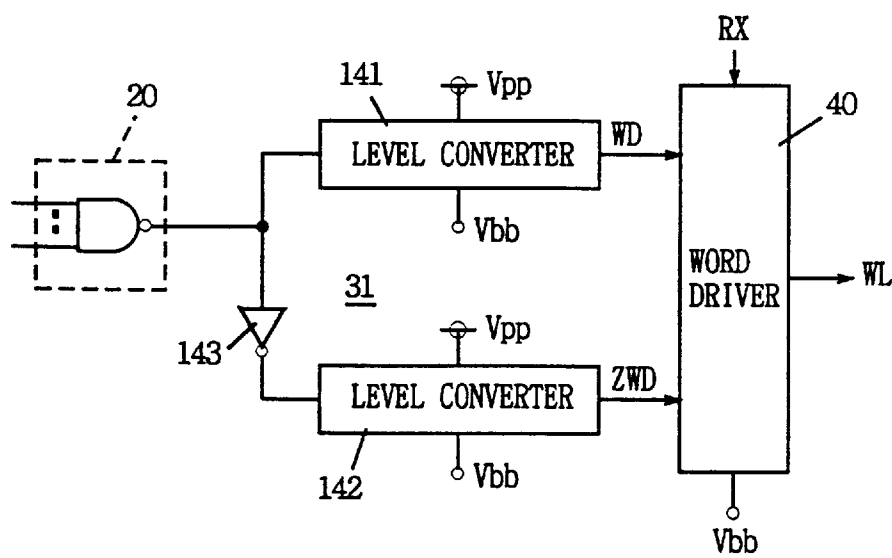 RX
20
141
Vpp
40
LEVEL CONVERTER
WD
Vbb
31
WORD
DRIVER
WL
143
Vpp
LEVEL CONVERTER
ZWD
142
Vbb
Vbb